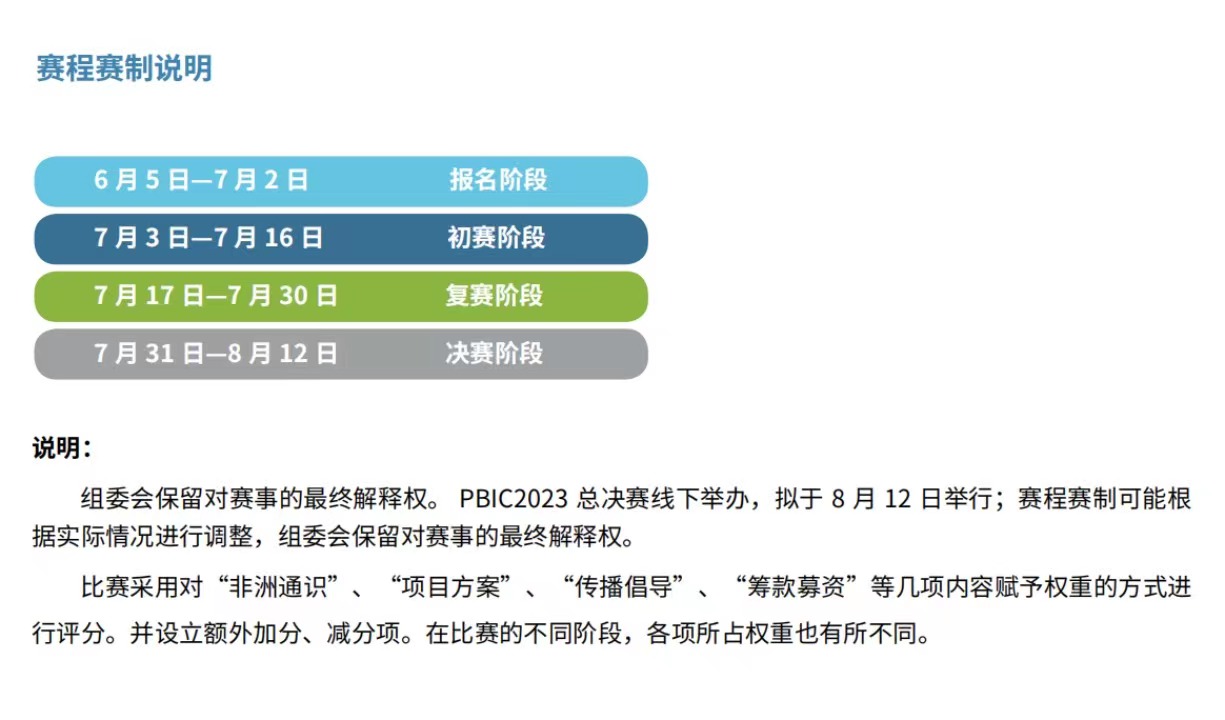 赛程赛制说明
6 月 5 日—7 月 2 日 报名阶段
7 月 3 日—7 月 16 日 初赛阶段
7 月 17 日—7 月 30 日 复赛阶段
7 月 31 日—8 月 12 日 决赛阶段
说明：
组委会保留对赛事的最终解释权。 PBIC2023 总决赛线下举办，拟于 8 月 12 日举行；赛程赛制可能根
据实际情况进行调整，组委会保留对赛事的最终解释权。
比赛采用对“非洲通识”、“项目方案”、“传播倡导”、“筹款募资”等几项内容赋予权重的方式进
行评分。并设立额外加分、减分项。在比赛的不同阶段，各项所占权重也有所不同。